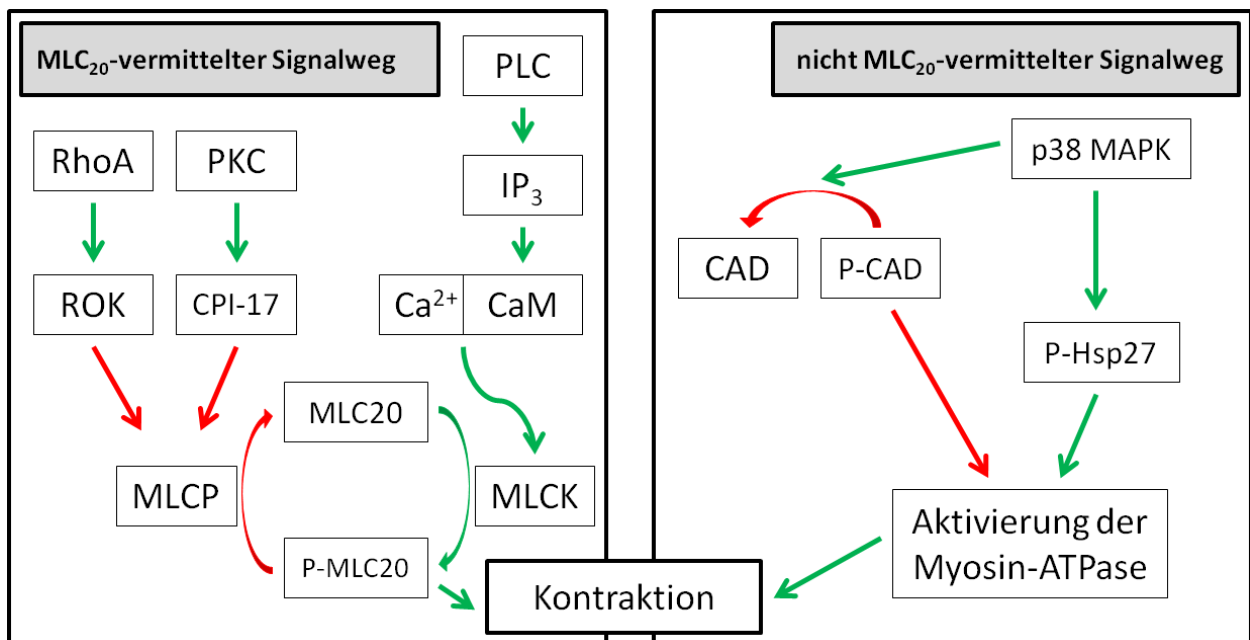 MLC₂₀-vermittelter Signalweg
PLC
RhoA
PKC
IP₃
ROK
CPI-17
Ca²⁺
CaM
MLC20
MLCP
MLCK
P-MLC20
nicht MLC₂₀-vermittelter Signalweg
p38 MAPK
CAD
P-CAD
P-Hsp27
Aktivierung der
Myosin-ATPase
Kontraktion